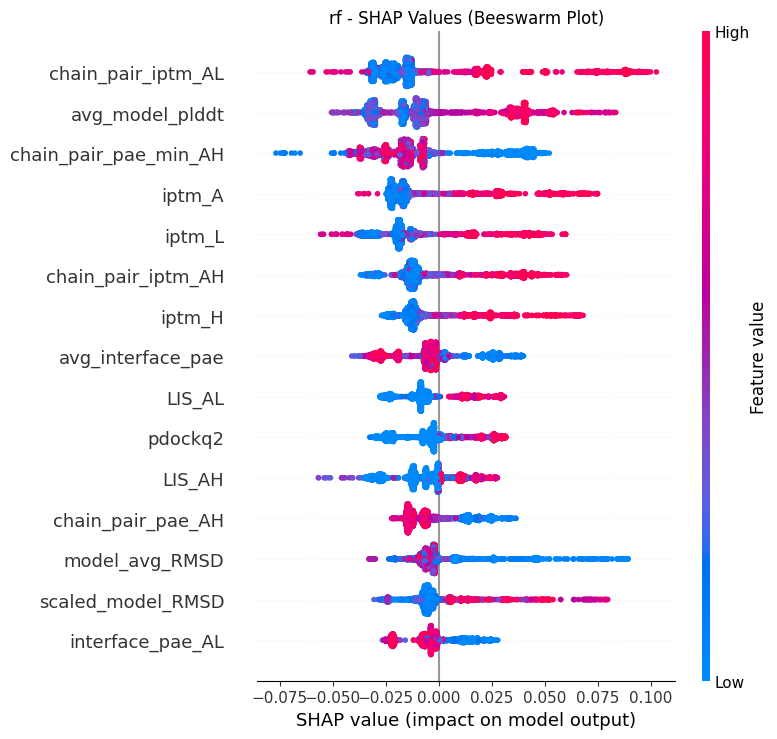 rf - SHAP Values (Beeswarm Plot)
High
chain_pair_iptm_AL
avg_model_plddt
chain_pair_pae_min_AH
iptm_A
iptm_L
chain_pair_iptm_AH
iptm_H
avg_interface_pae
LIS_AL
pdockq2
LIS_AH
chain_pair_pae_AH
model_avg_RMSD
scaled_model_RMSD
interface_pae_AL
Feature value
Low
−0.075 −0.050 −0.025 0.000 0.025 0.050 0.075 0.100
SHAP value (impact on model output)